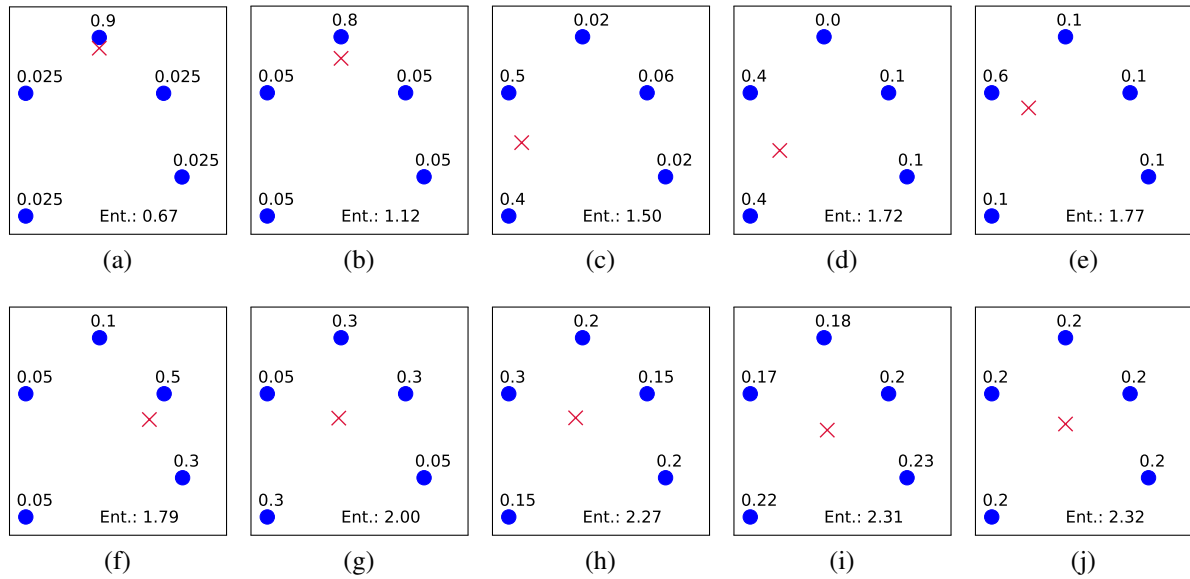 0.9
0.025
0.025
0.025
0.025
Ent.: 0.67
(a)
0.8
0.05
0.05
0.05
0.05
Ent.: 1.12
(b)
0.02
0.5
0.06
0.02
0.4
Ent.: 1.50
(c)
0.0
0.4
0.1
0.1
0.4
Ent.: 1.72
(d)
0.1
0.6
0.1
0.1
0.1
Ent.: 1.77
(e)
0.1
0.05
0.5
0.3
0.05
Ent.: 1.79
(f)
0.3
0.05
0.3
0.05
0.3
Ent.: 2.00
(g)
0.2
0.3
0.15
0.2
0.15
Ent.: 2.27
(h)
0.18
0.17
0.2
0.23
0.22
Ent.: 2.31
(i)
0.2
0.2
0.2
0.2
0.2
Ent.: 2.32
(j)